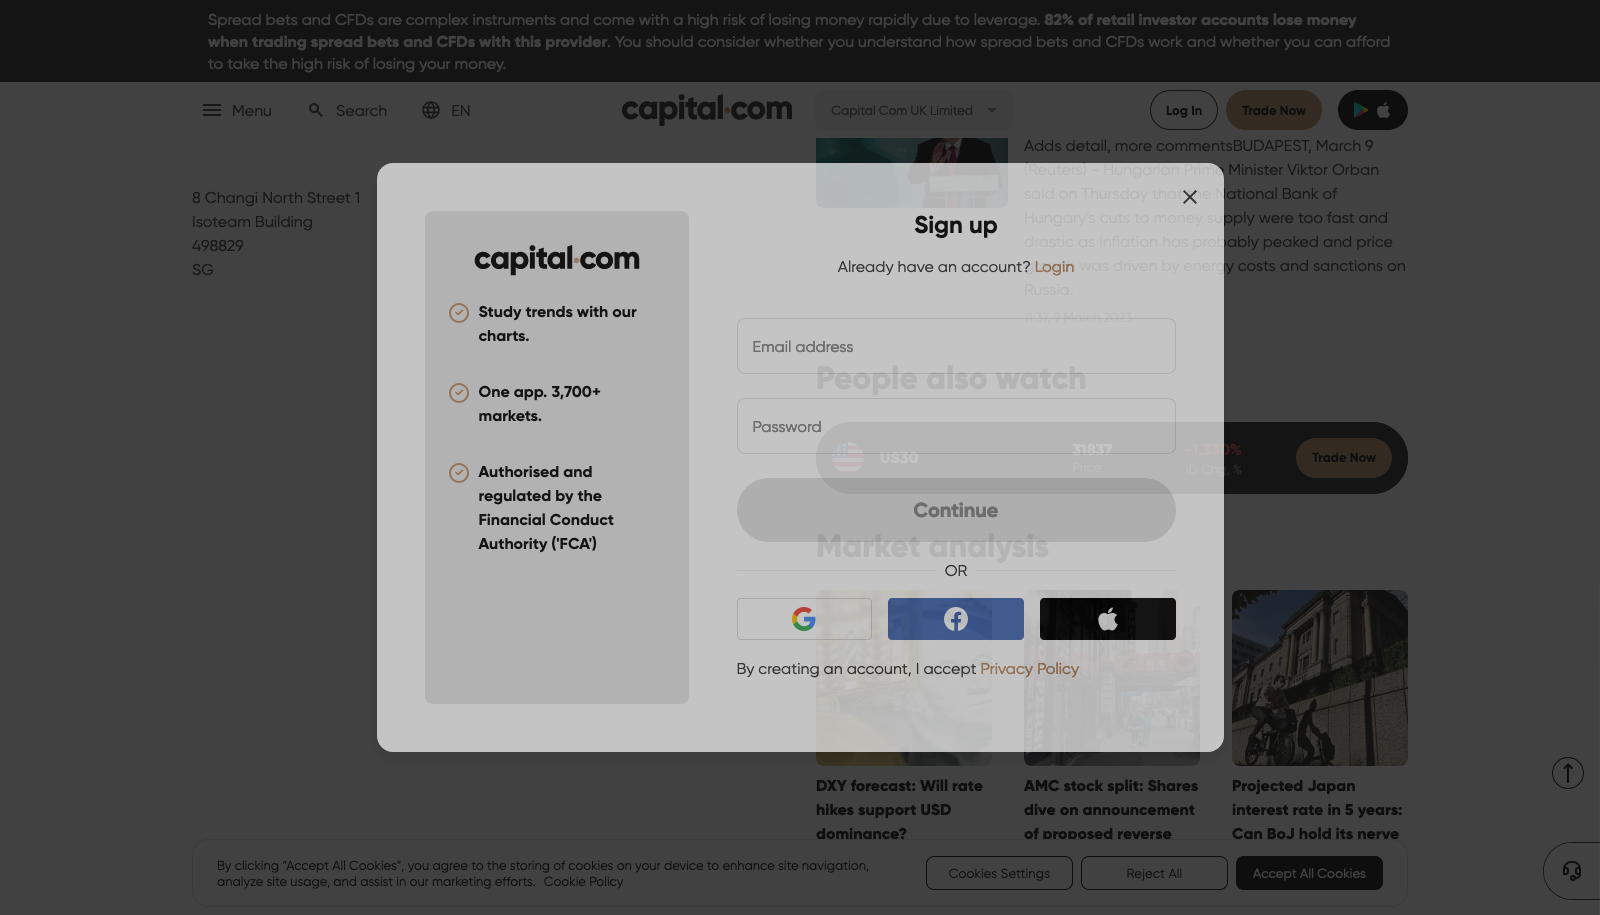 Spread bets and CFDs are complex instruments and come with a high risk of losing money rapidly due to leverage. 82% of retail investor accounts lose money
when trading spread bets and CFDs with this provider. You should consider whether you understand how spread bets and CFDs work and whether you can afford
to take the high risk of losing your money.
Menu
Search
EN
capital.com
Capital Com UK Limited
Log In
Trade Now
Adds detail, more commentsBUDAPEST, March 9
(Reuters) - Hungarian Prime Minister Viktor Orban
said on Thursday that the National Bank of
Hungary's cuts to money supply were too fast and
drastic as inflation has probably peaked and price
was driven by energy costs and sanctions on
Russia.
11:37, 9 March 2023
8 Changi North Street 1
Isoteam Building
498829
SG
capital.com
Study trends with our
charts.
One app. 3,700+
markets.
Authorised and
regulated by the
Financial Conduct
Authority ('FCA')
Sign up
Already have an account? Login
Email address
Password
Continue
OR
By creating an account, I accept Privacy Policy
People also watch
US30
31837
Price
-1.330%
1D Chg, %
Trade Now
Market analysis
DXY forecast: Will rate
hikes support USD
dominance?
AMC stock split: Shares
dive on announcement
of proposed reverse
Projected Japan
interest rate in 5 years:
Can BoJ hold its nerve
By clicking “Accept All Cookies”, you agree to the storing of cookies on your device to enhance site navigation,
analyze site usage, and assist in our marketing efforts. Cookie Policy
Cookies Settings
Reject All
Accept All Cookies